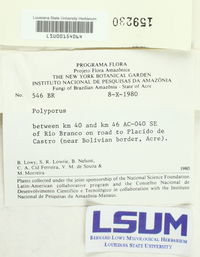 Louisiana State University Herbarium
LSU00164064
159230
PROGRAMA FLORA
Projeto Flora Amazônica
THE NEW YORK BOTANICAL GARDEN
INSTITUTO NACIONAL DE PESQUISAS DA AMAZÔNIA
Fungi of Brazilian Amazonia - State of Acre
No. 546 BR 8-X-1980
Polyporus
between km 40 and km 46 AC-040 SE
of Rio Branco on road to Placido de
Castro (near Bolivian border, Acre).
B. Lowy, S. R. Lowrie, B. Nelson,
C. A. Cid Ferreira, V. M. de Souza &
M. Moreira 1980
Plants collected under the joint sponsorship of the National Science Foundation
Latin-American collaborative program and the Conselho Nacional de
Desenvolvimento Científico e Tecnológico in collaboration with the Instituto
Nacional de Pesquisas da Amazônia-Manaus.
LSUM
BERNARD LOWY MYCOLOGICAL HERBARIUM
LOUISIANA STATE UNIVERSITY